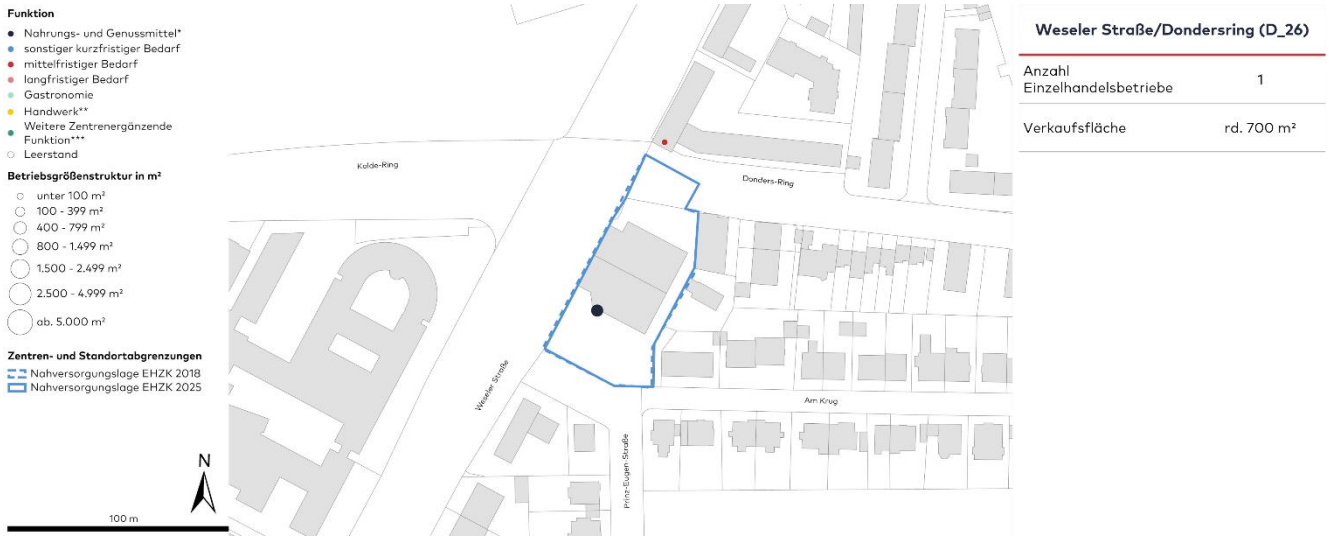 Funktion
Nahrungs- und Genussmittel*
sonstiger kurzfristiger Bedarf
mittelfristiger Bedarf
langfristiger Bedarf
Gastronomie
Handwerk**
Weitere Zentrenergänzende
Funktion***
Leerstand
Betriebsgrößenstruktur in m²
unter 100 m²
100 - 399 m²
400 - 799 m²
800 - 1.499 m²
1.500 - 2.499 m²
2.500 - 4.999 m²
ab. 5.000 m²
Zentren- und Standortabgrenzungen
Nahversorgungslage EHZK 2018
Nahversorgungslage EHZK 2025
N
100 m
Kolde-Ring
Donders-Ring
Weseler Straße
Am Krug
Prinz-Eugen-Straße
Weseler Straße/Dondersring (D_26)
Anzahl
Einzelhandelsbetriebe 1
Verkaufsfläche rd. 700 m²